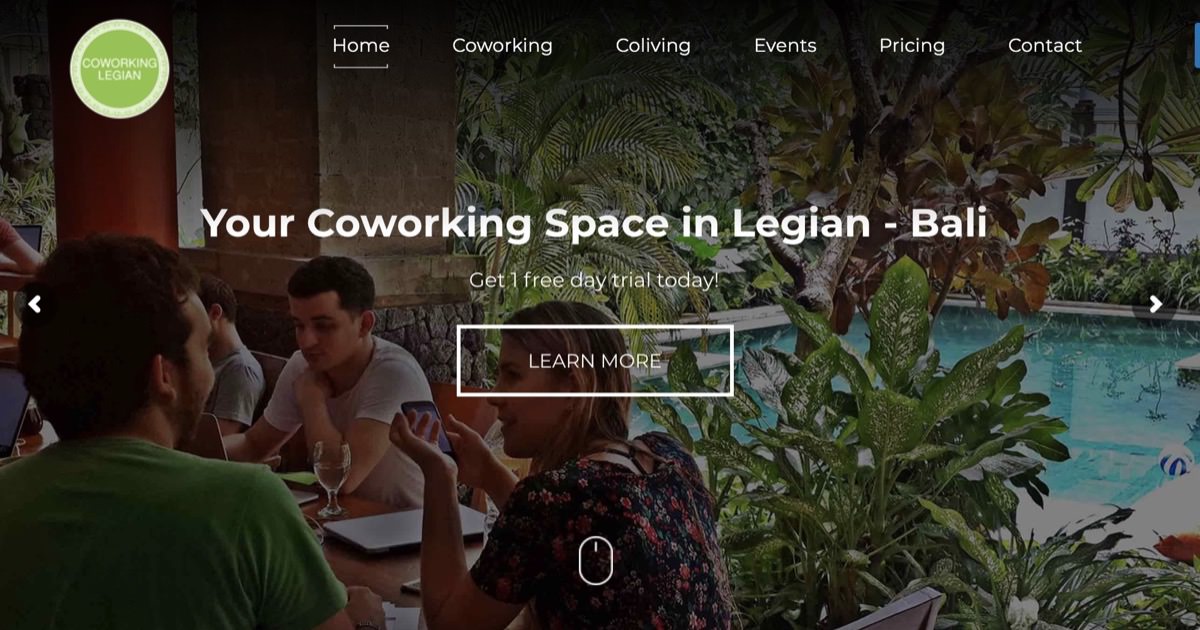 COWORKING
LEGIAN
Home
Coworking
Coliving
Events
Pricing
Contact
Your Coworking Space in Legian - Bali
Get 1 free day trial today!
LEARN MORE